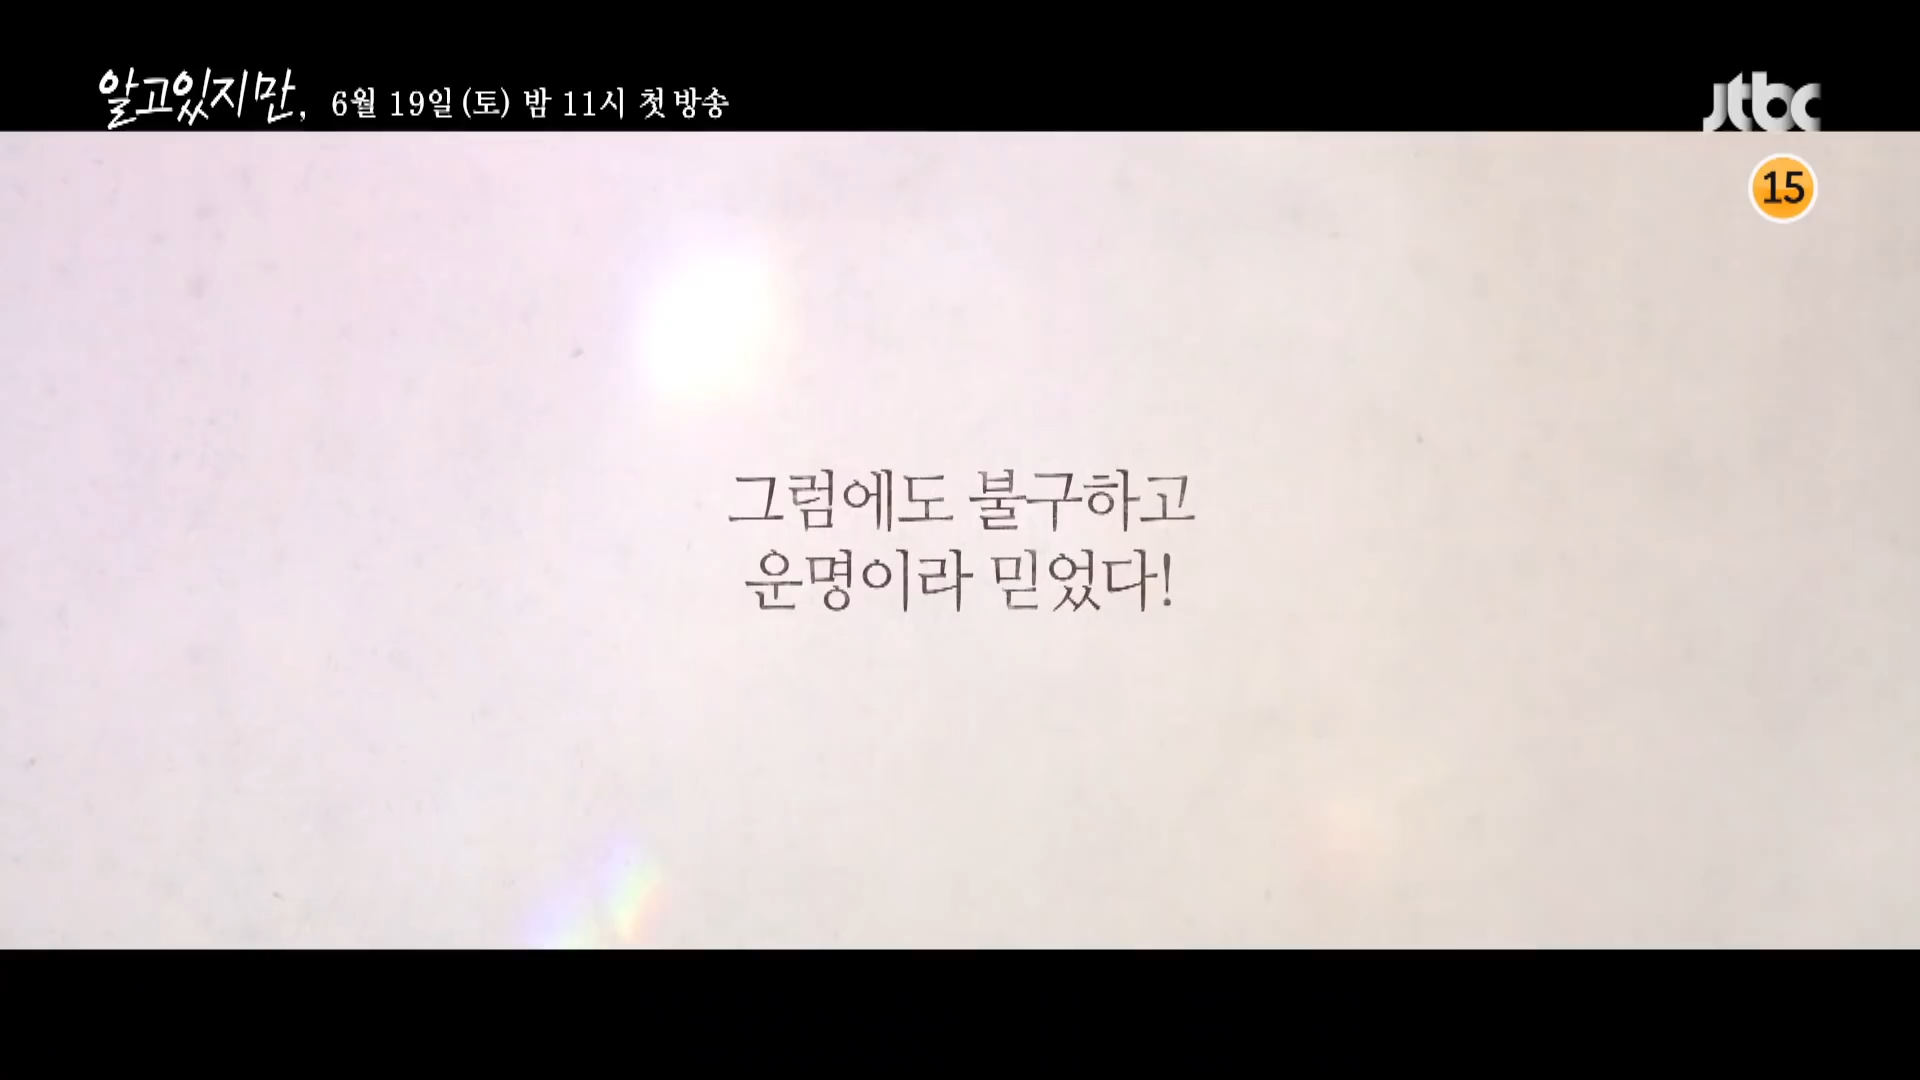 알고있지만, 6월 19일(토) 밤 11시 첫 방송
jtbc
15
그럼에도 불구하고
운명이라 믿었다!